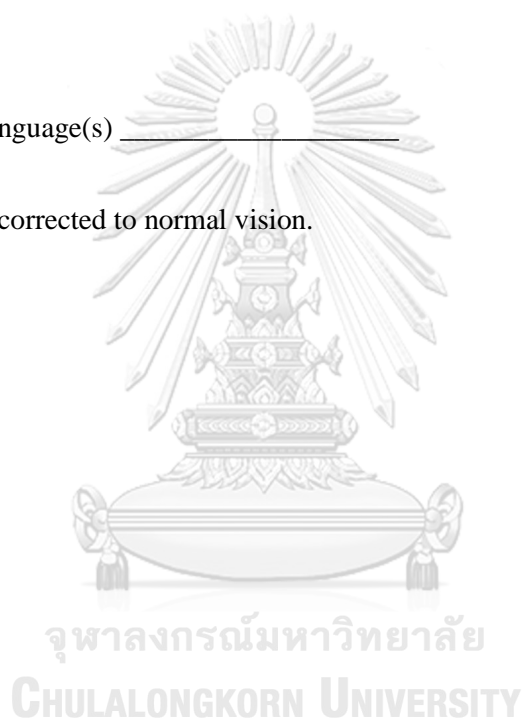 nguage(s) ____________________
corrected to normal vision.
จุฬาลงกรณ์มหาวิทยาลัย
CHULALONGKORN UNIVERSITY